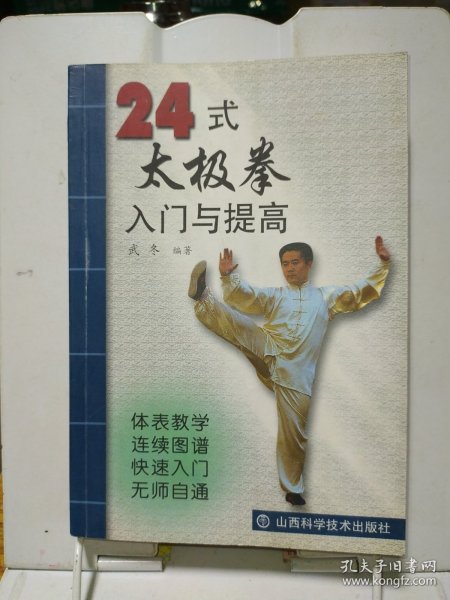 24式
太极拳
入门与提高
武冬 编著
体表教学
连续图谱
快速入门
无师自通
山西科学技术出版社
孔夫子旧书网
www.kongfz.com